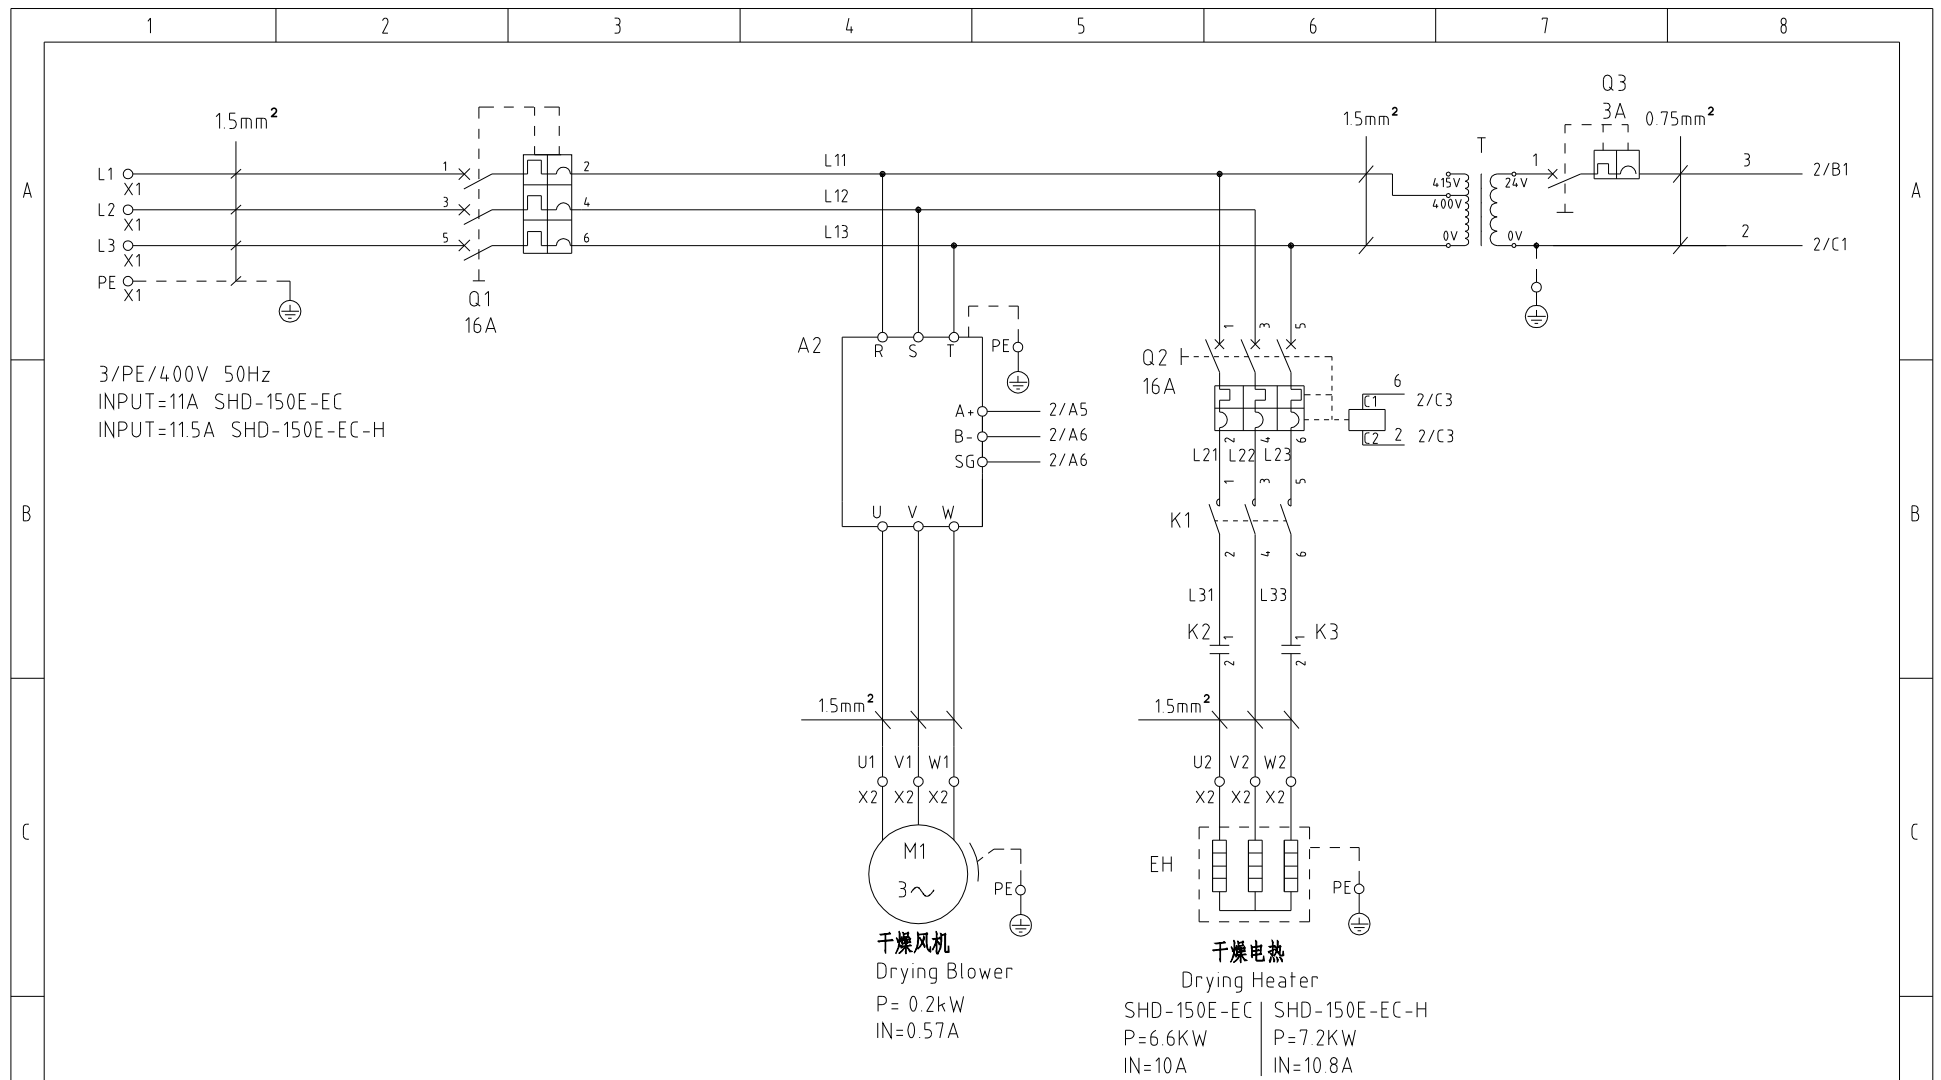 1 2 3 4 5 6 7 8
Q3
1.5mm² 1.5mm² 3A 0.75mm²
T
L1 X1 1 2 L11 415V 24V 1 3 2/B1
A A
L2 X1 3 4 L12 400V
L3 X1 5 6 L13 0V 0V 2 2/C1
PE X1
Q1
16A
1 3 5
A2 R S T PE
Q2
16A
3/PE/400V 50Hz
INPUT=11A SHD-150E-EC
INPUT=11.5A SHD-150E-EC-H
6
C1 2/C3
C2 2 2/C3
A+ 2/A5
B- 2/A6
SG 2/A6
2 4 6
L21 L22 L23
1 3 5
B B
U V W
K1
2 4 6
L31 L33
K2 1 2 1 2 K3
1.5mm² 1.5mm²
U1 V1 W1 U2 V2 W2
X2 X2 X2 X2 X2 X2
C C
M1
3~
PE
EH
PE
干燥风机
Drying Blower
P= 0.2kW
IN=0.57A
干燥电热
Drying Heater
SHD-150E-EC SHD-150E-EC-H
P=6.6KW P=7.2KW
IN=10A IN=10.8A